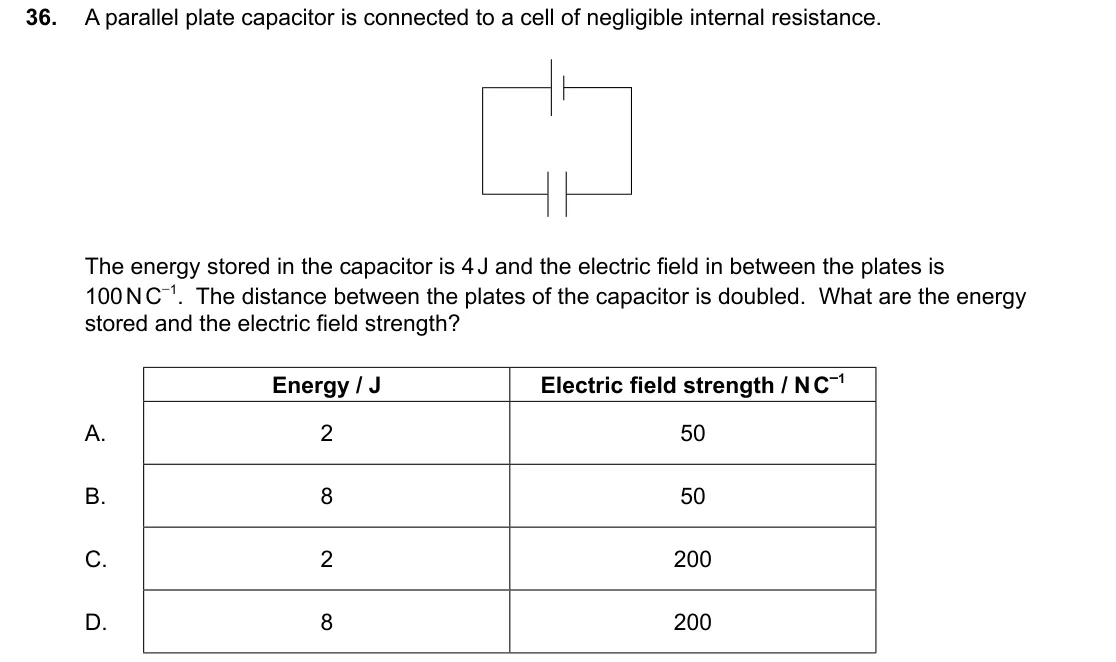 36. A parallel plate capacitor is connected to a cell of negligible internal resistance.
The energy stored in the capacitor is 4 J and the electric field in between the plates is
100 N C⁻¹. The distance between the plates of the capacitor is doubled. What are the energy
stored and the electric field strength?
Energy / J Electric field strength / N C⁻¹
A. 2 50
B. 8 50
C. 2 200
D. 8 200